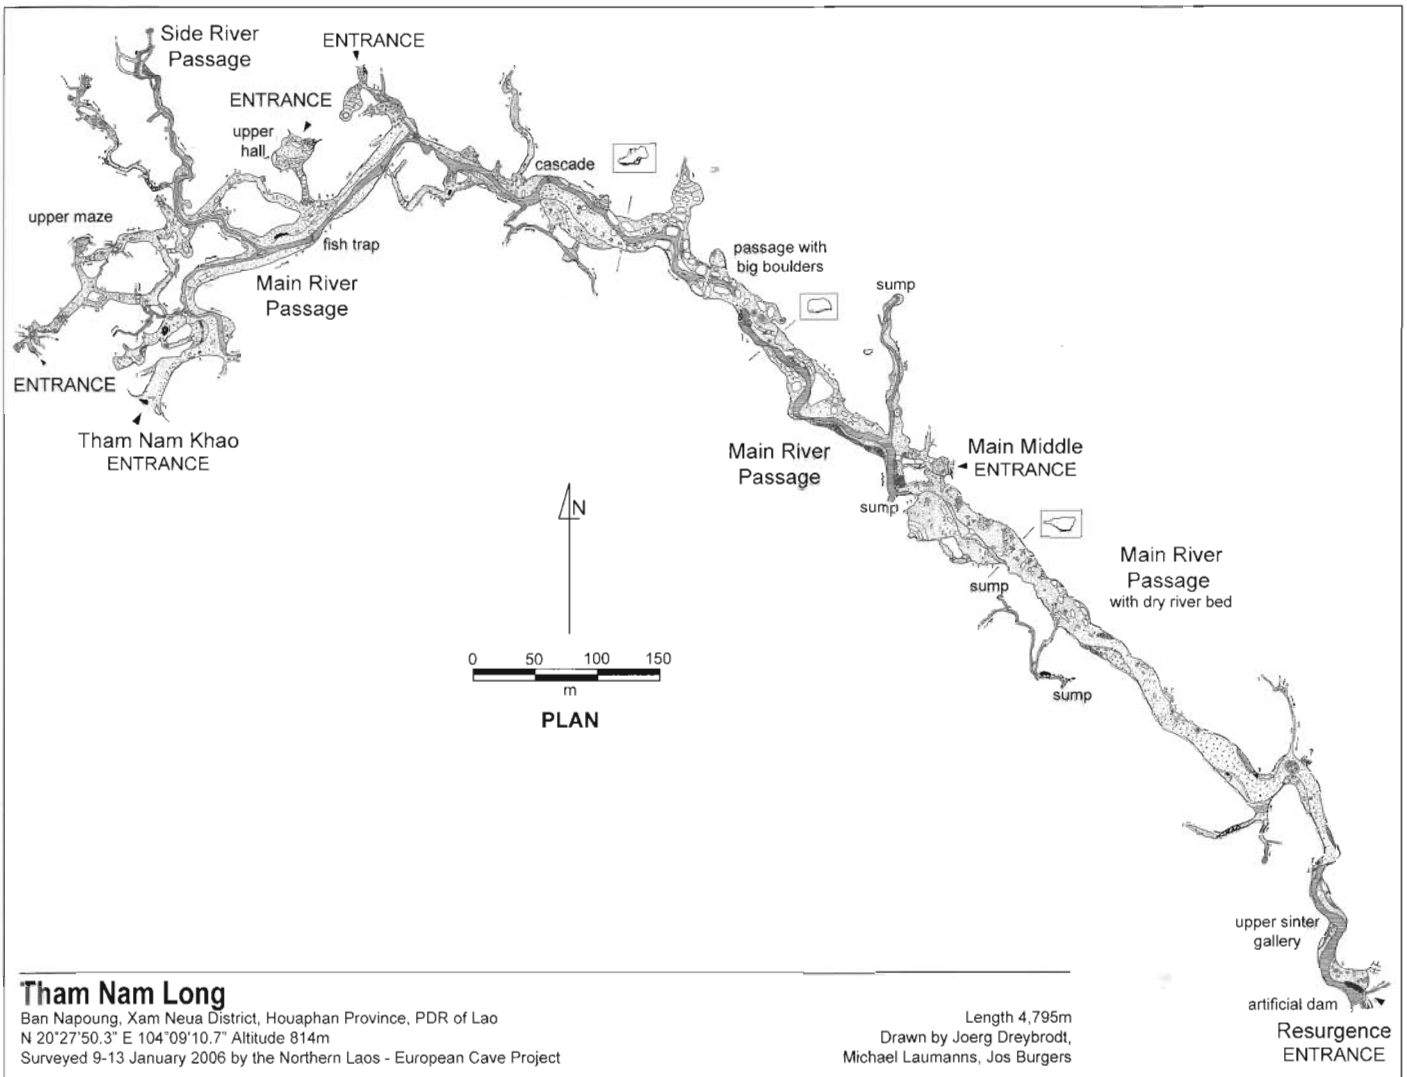 Side River
Passage
ENTRANCE
ENTRANCE
upper
hall
cascade
upper maze
fish trap
Main River
Passage
passage with
big boulders
sump
ENTRANCE
Tham Nam Khao
ENTRANCE
Main River
Passage
Main Middle
ENTRANCE
sump
N
Main River
Passage
with dry river bed
sump
0 50 100 150
m
sump
PLAN
?
upper sinter
gallery
artificial dam
Resurgence
ENTRANCE
Tham Nam Long
Ban Napoung, Xam Neua District, Houaphan Province, PDR of Lao
N 20°27'50.3" E 104°09'10.7" Altitude 814m
Surveyed 9-13 January 2006 by the Northern Laos - European Cave Project
Length 4,795m
Drawn by Joerg Dreybrodt,
Michael Laumanns, Jos Burgers